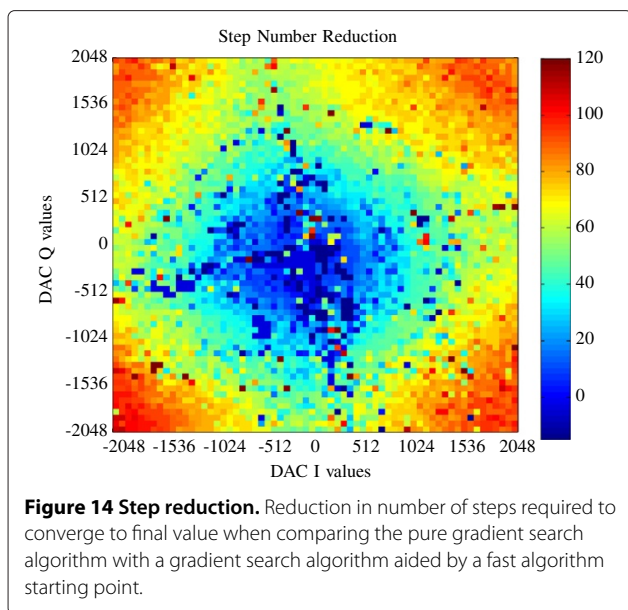 Step Number Reduction
2048
1536
1024
512
0
-512
-1024
-1536
-2048
DAC Q values
-2048 -1536 -1024 -512 0 512 1024 1536 2048
DAC I values
120
100
80
60
40
20
0
Figure 14 Step reduction. Reduction in number of steps required to
converge to final value when comparing the pure gradient search
algorithm with a gradient search algorithm aided by a fast algorithm
starting point.